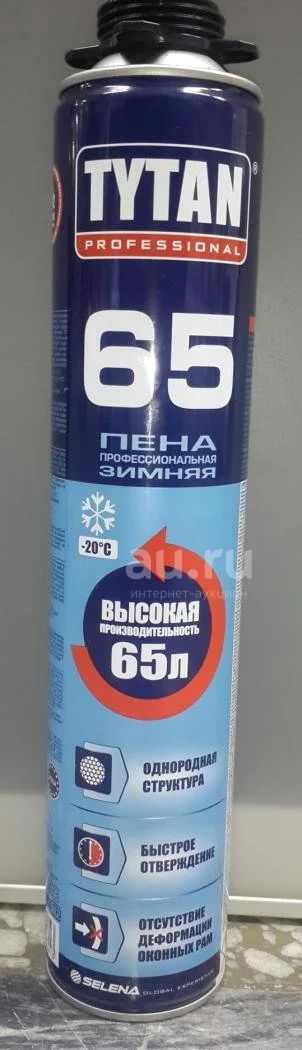 TYTAN®
PROFESSIONAL
65
ПЕНА
ПРОФЕССИОНАЛЬНАЯ
ЗИМНЯЯ
-20°C
au.ru
интернет-аукцион
ВЫСОКАЯ
ПРОИЗВОДИТЕЛЬНОСТЬ
65л
ОДНОРОДНАЯ
СТРУКТУРА
БЫСТРОЕ
ОТВЕРЖДЕНИЕ
ОТСУТСТВИЕ
ДЕФОРМАЦИИ
ОКОННЫХ РАМ
SELENA GLOBAL EXPERIENCE